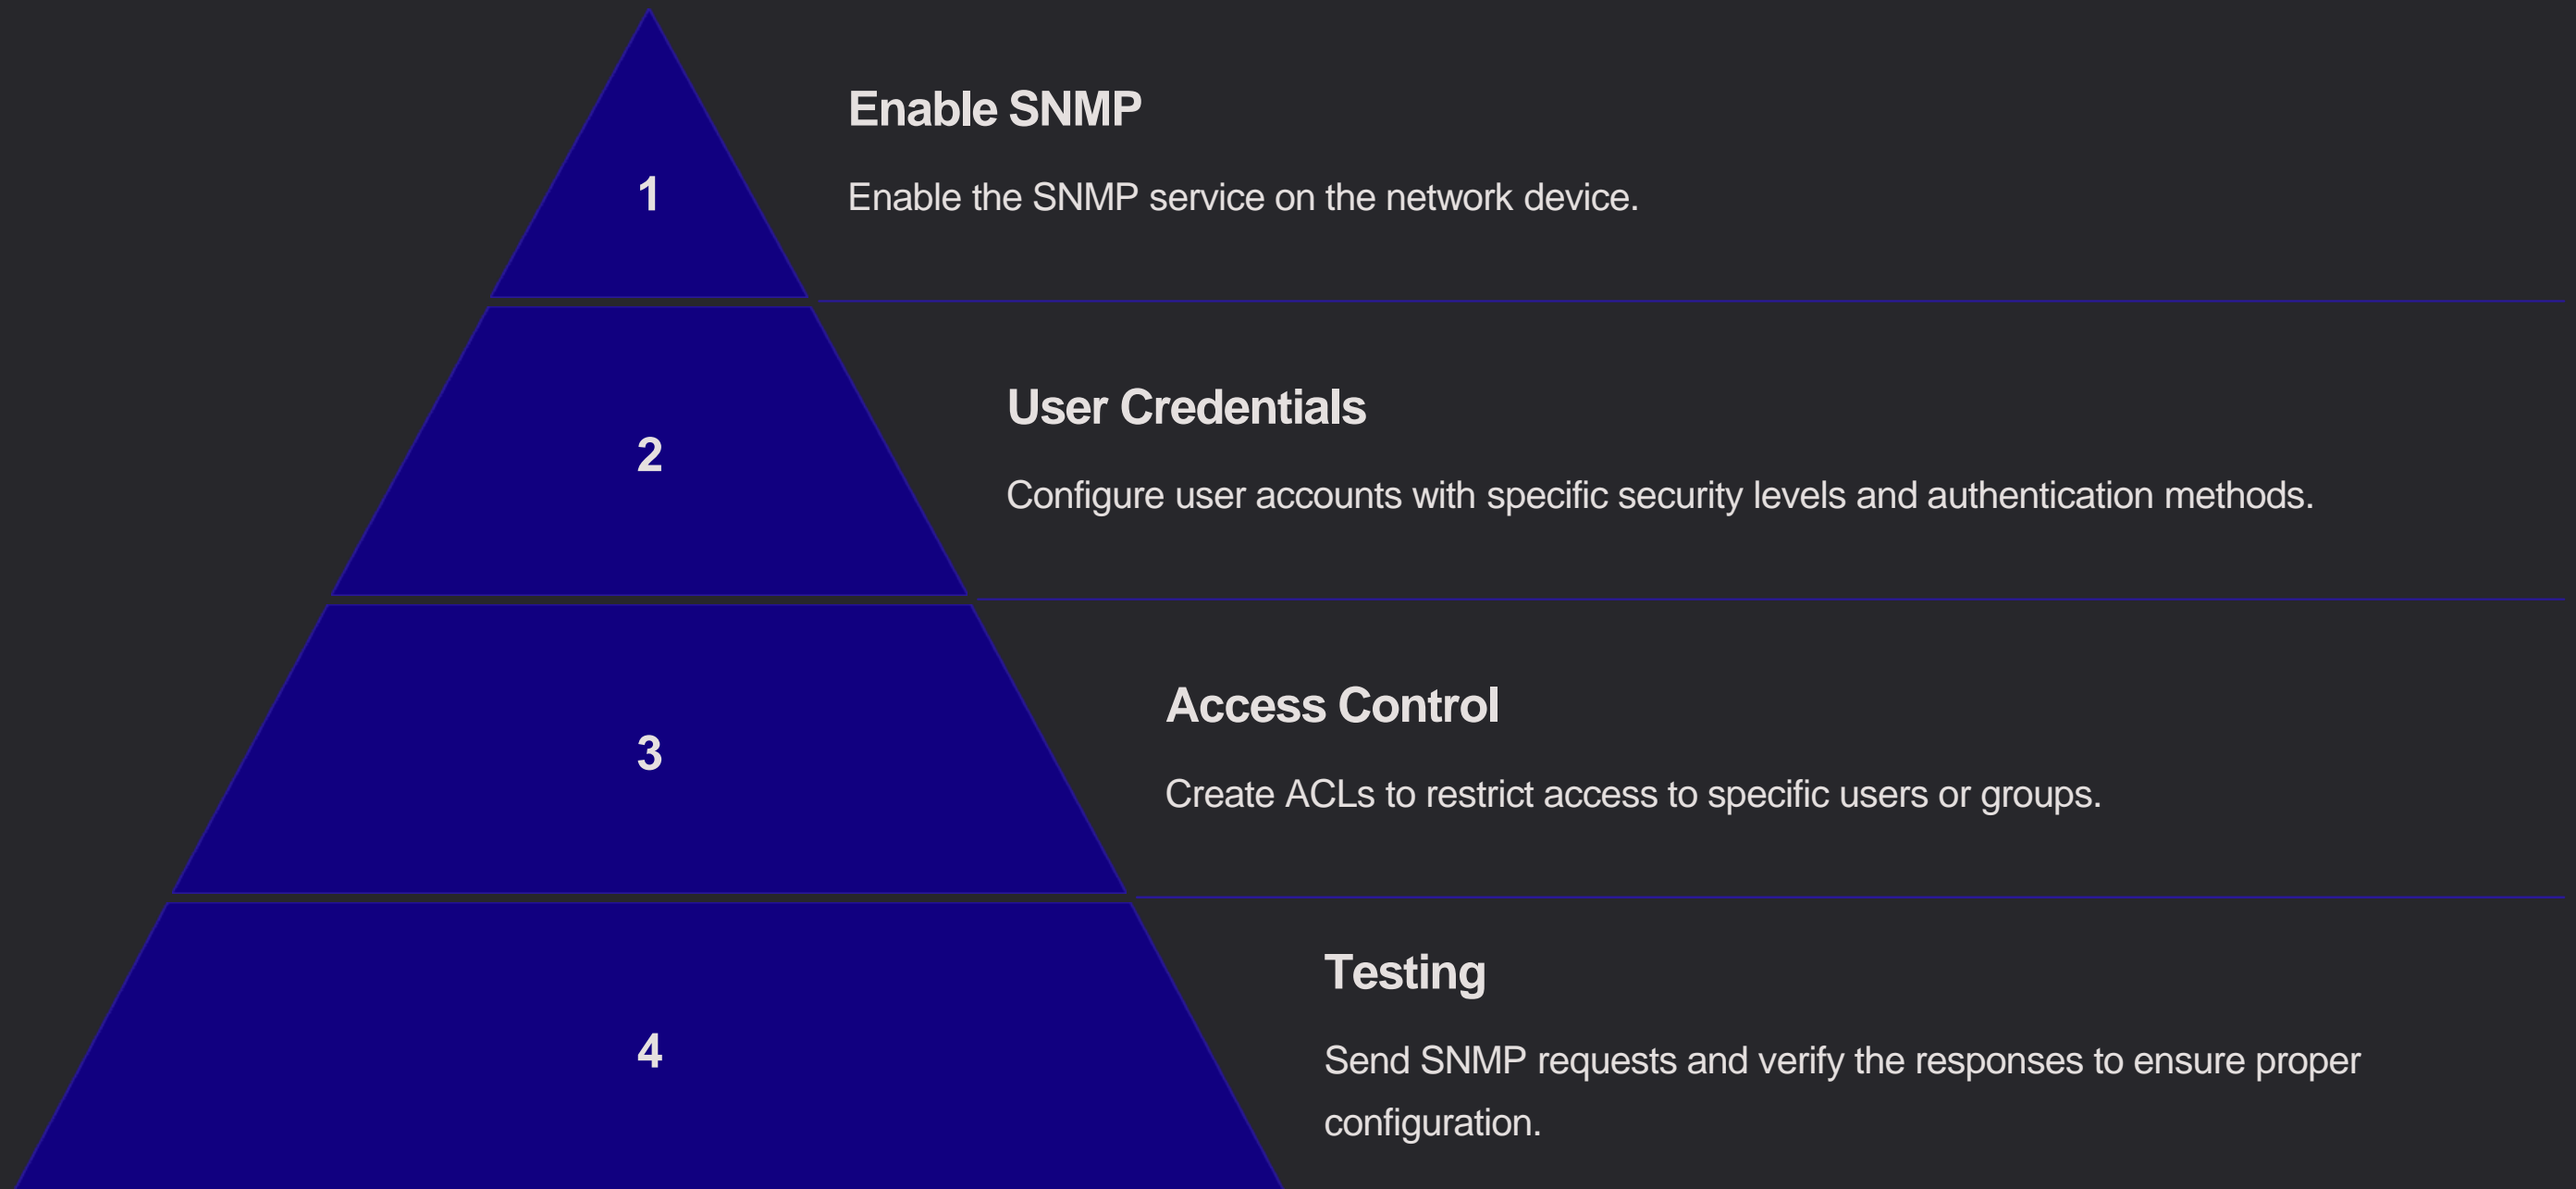 1
Enable SNMP
Enable the SNMP service on the network device.
2
User Credentials
Configure user accounts with specific security levels and authentication methods.
3
Access Control
Create ACLs to restrict access to specific users or groups.
4
Testing
Send SNMP requests and verify the responses to ensure proper
configuration.